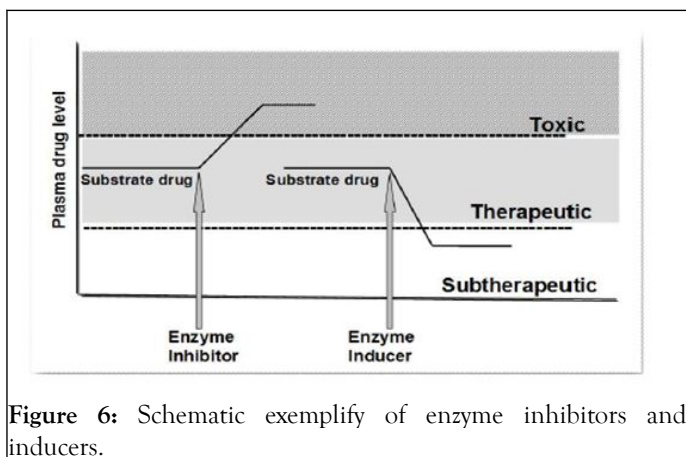 Plasma drug level
Toxic
Substrate drug
Substrate drug
Therapeutic
Subtherapeutic
Enzyme
Inhibitor
Enzyme
Inducer
Figure 6: Schematic exemplify of enzyme inhibitors and
inducers.